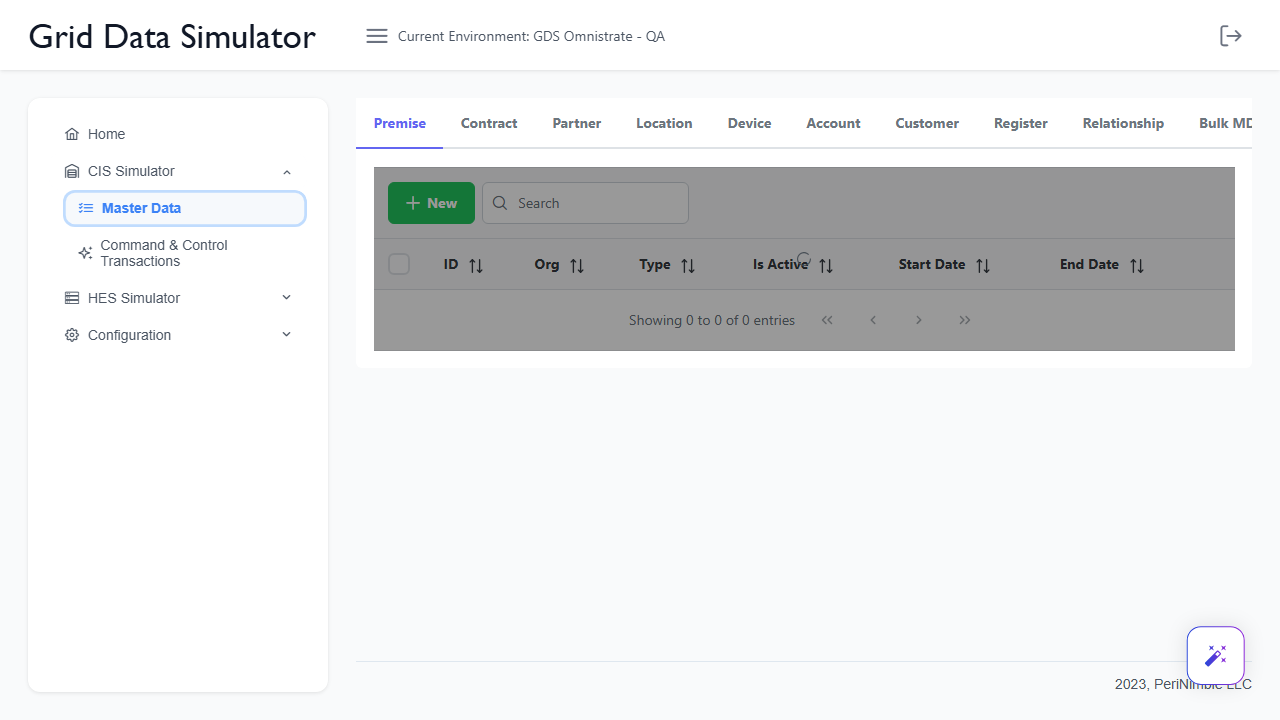 Grid Data Simulator
Current Environment: GDS Omnistrate - QA
Home
CIS Simulator
Master Data
Command & Control
Transactions
HES Simulator
Configuration
Premise Contract Partner Location Device Account Customer Register Relationship Bulk MD
New Search
ID Org Type Is Active Start Date End Date
Showing 0 to 0 of 0 entries
2023, PeriNimble LLC